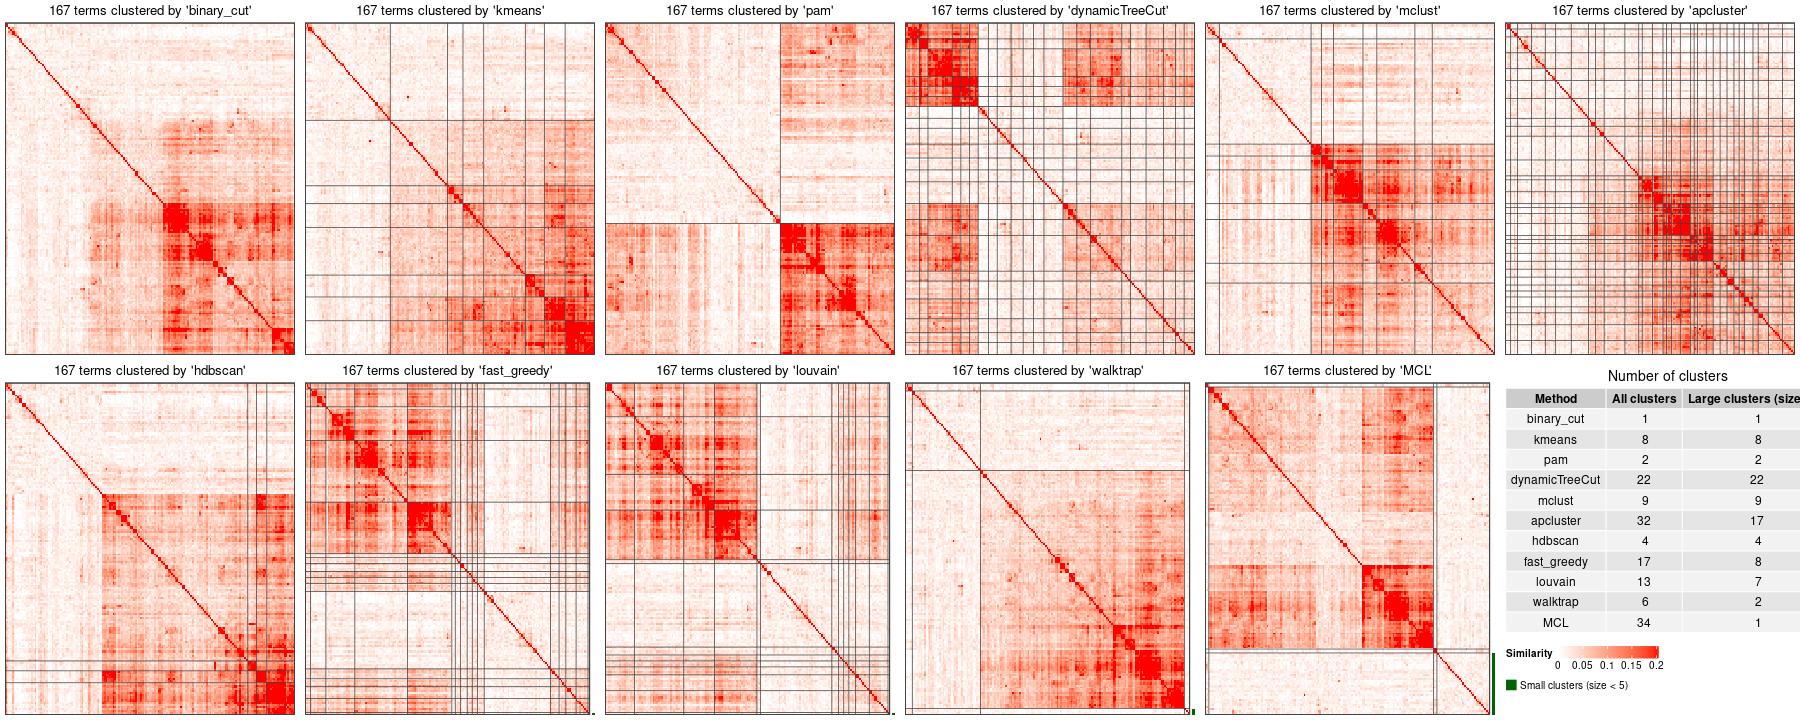 167 terms clustered by 'binary_cut'
167 terms clustered by 'kmeans'
167 terms clustered by 'pam'
167 terms clustered by 'dynamicTreeCut'
167 terms clustered by 'mclust'
167 terms clustered by 'apcluster'
167 terms clustered by 'hdbscan'
167 terms clustered by 'fast_greedy'
167 terms clustered by 'louvain'
167 terms clustered by 'walktrap'
167 terms clustered by 'MCL'
Number of clusters
Method All clusters Large clusters (size
binary_cut 1 1
kmeans 8 8
pam 2 2
dynamicTreeCut 22 22
mclust 9 9
apcluster 32 17
hdbscan 4 4
fast_greedy 17 8
louvain 13 7
walktrap 6 2
MCL 34 1
Similarity
0 0.05 0.1 0.15 0.2
Small clusters (size < 5)